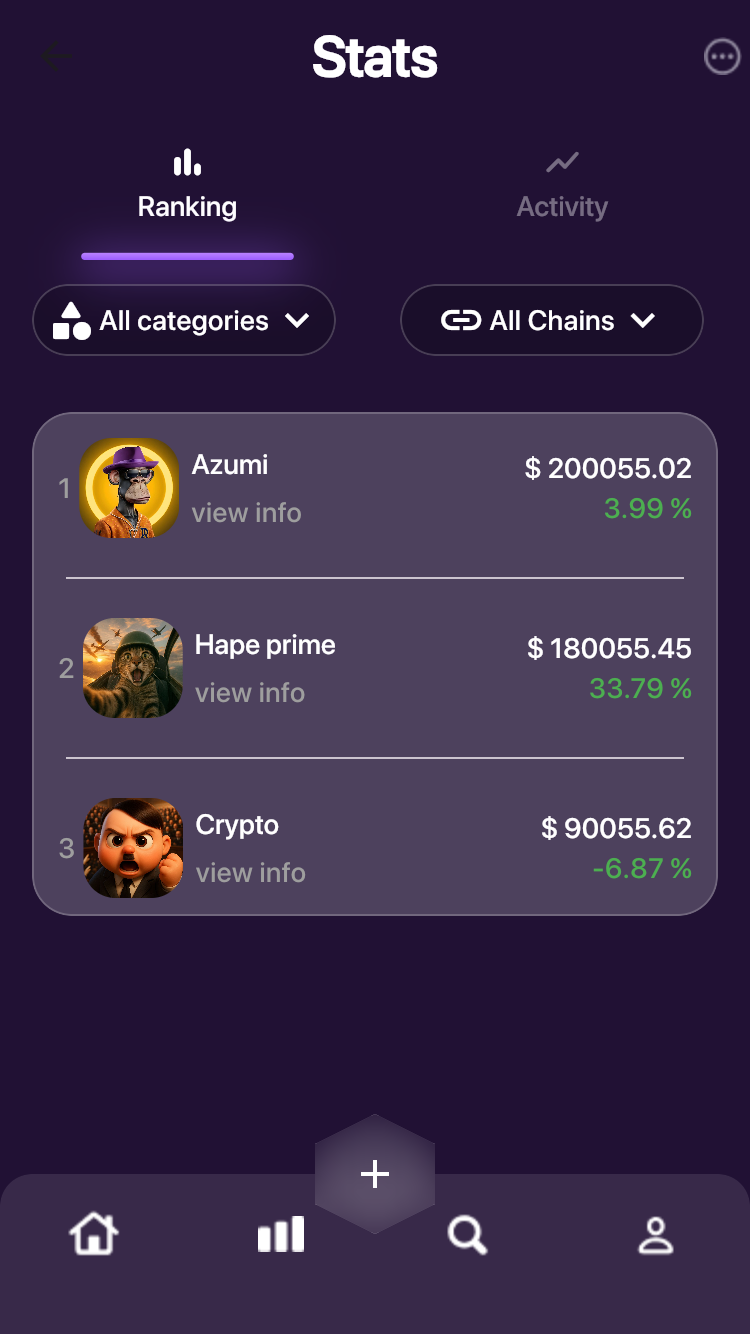 Stats
Ranking
Activity
All categories
All Chains
1
Azumi
view info
$ 200055.02
3.99 %
2
Hape prime
view info
$ 180055.45
33.79 %
3
Crypto
view info
$ 90055.62
-6.87 %